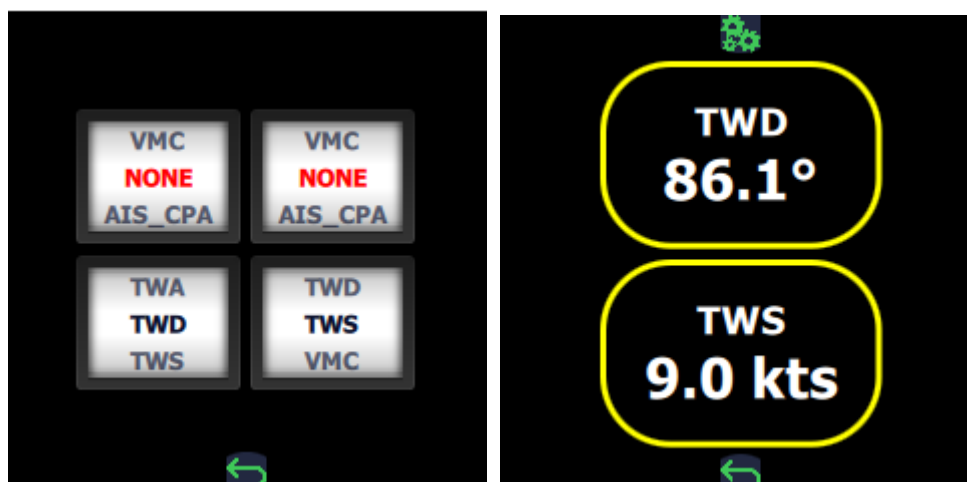 VMC
NONE
AIS_CPA
VMC
NONE
AIS_CPA
TWA
TWD
TWS
TWD
TWS
VMC
TWD
86.1°
TWS
9.0 kts